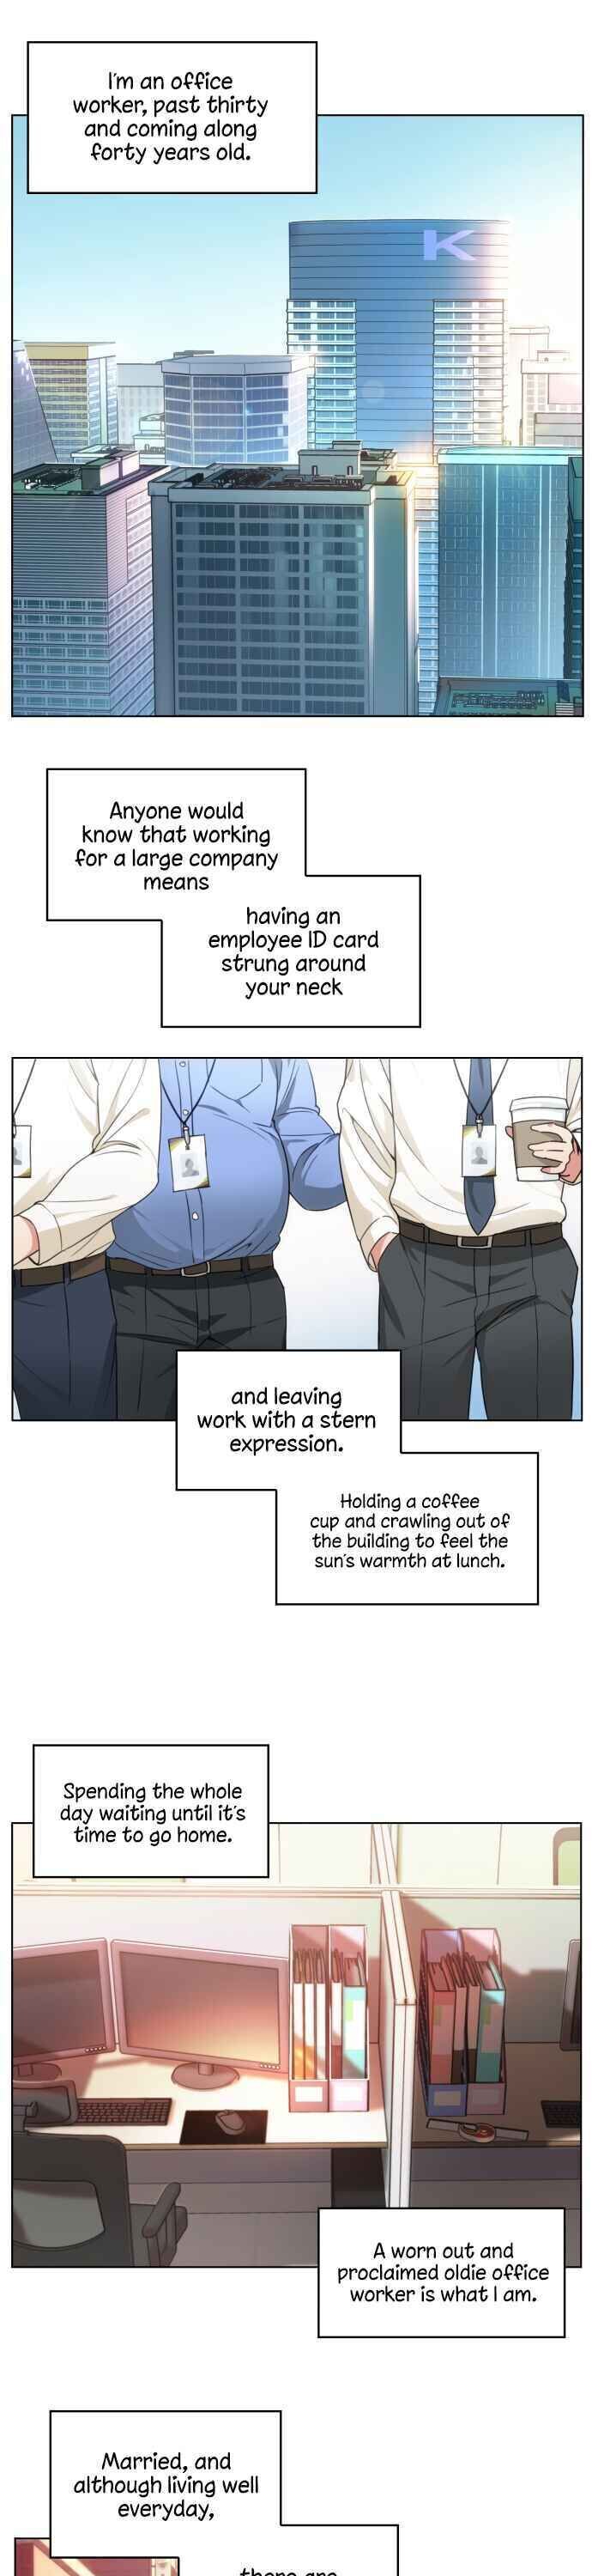 I'm an office
worker, past thirty
and coming along
forty years old.
K
Anyone would
know that working
for a large company
means
having an
employee ID card
strung around
your neck
and leaving
work with a stern
expression.
Holding a coffee
cup and crawling out of
the building to feel the
sun's warmth at lunch.
Spending the whole
day waiting until it's
time to go home.
A worn out and
proclaimed oldie office
worker is what I am.
Married, and
although living well
everyday,
there are